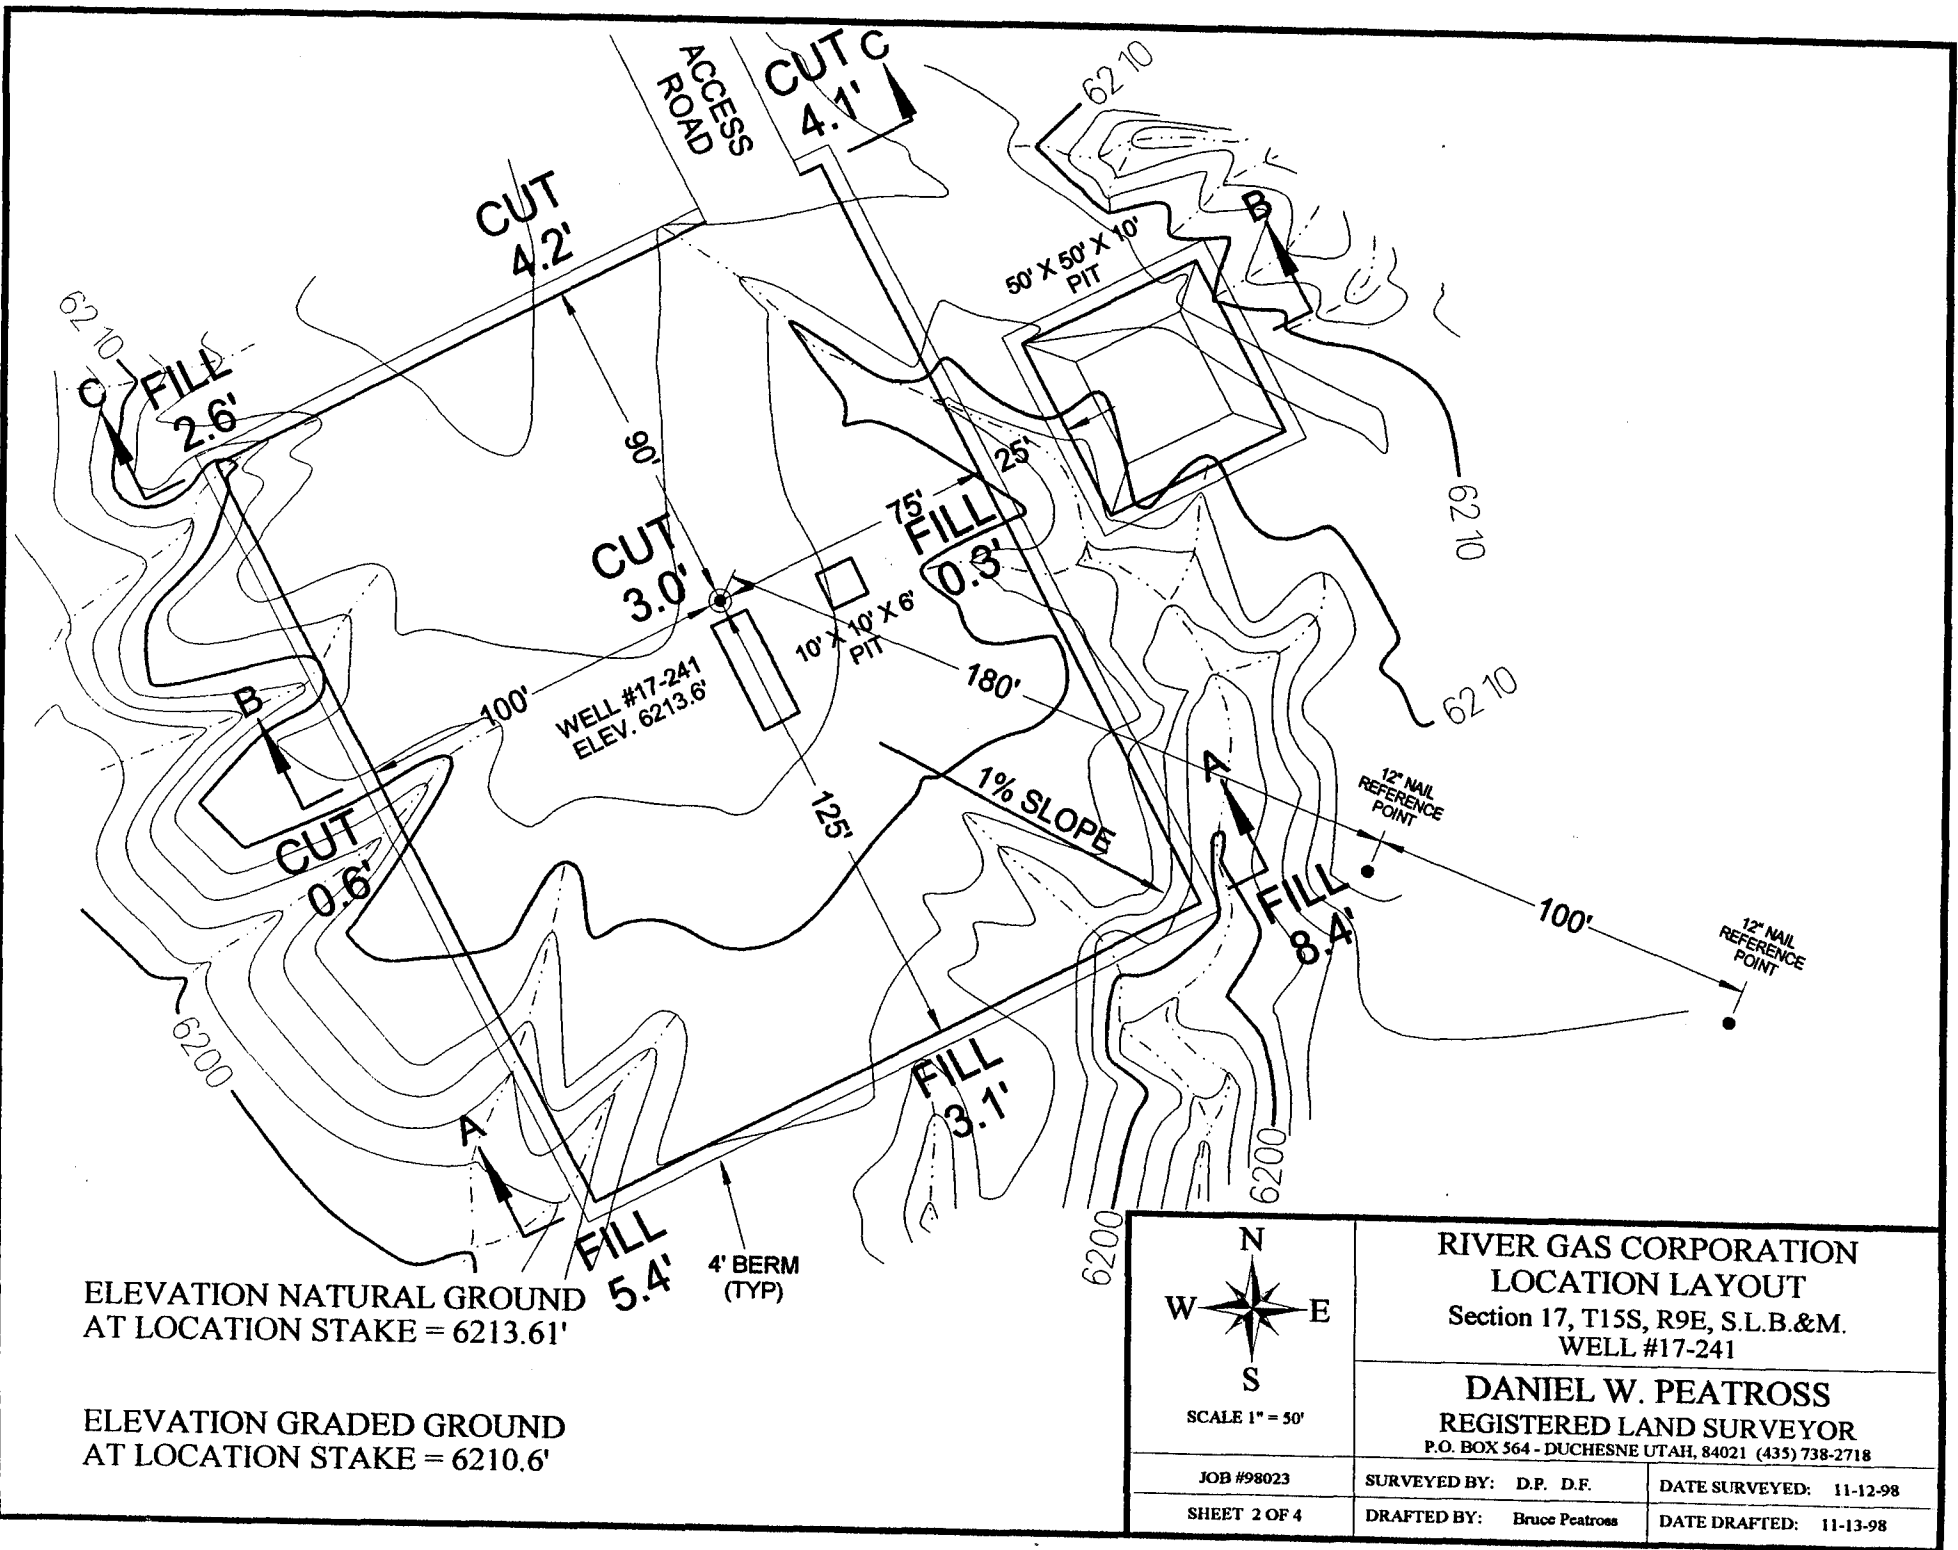 ACCESS
ROAD
CUT
4.1'
C
6210
CUT
4.2'
B
50' X 50' X 10'
PIT
6210
C
FILL
2.6'
90'
25'
75'
FILL
0.3'
6210
CUT
3.0'
10' X 10' X 6'
PIT
WELL #17-241
ELEV. 6213.6'
100'
180'
6210
B
A
12" NAIL
REFERENCE
POINT
1% SLOPE
125'
CUT
0.6'
FILL
8.4'
100'
12" NAIL
REFERENCE
POINT
6200
A
FILL
3.1'
6200
6200
FILL
5.4'
4' BERM
(TYP)
ELEVATION NATURAL GROUND
AT LOCATION STAKE = 6213.61'
ELEVATION GRADED GROUND
AT LOCATION STAKE = 6210.6'
N
W
E
S
SCALE 1" = 50'
RIVER GAS CORPORATION
LOCATION LAYOUT
Section 17, T15S, R9E, S.L.B.&M.
WELL #17-241
DANIEL W. PEATROSS
REGISTERED LAND SURVEYOR
P.O. BOX 564 - DUCHESNE UTAH, 84021 (435) 738-2718
JOB #98023
SURVEYED BY: D.P. D.F.
DATE SURVEYED: 11-12-98
SHEET 2 OF 4
DRAFTED BY: Bruce Peatross
DATE DRAFTED: 11-13-98